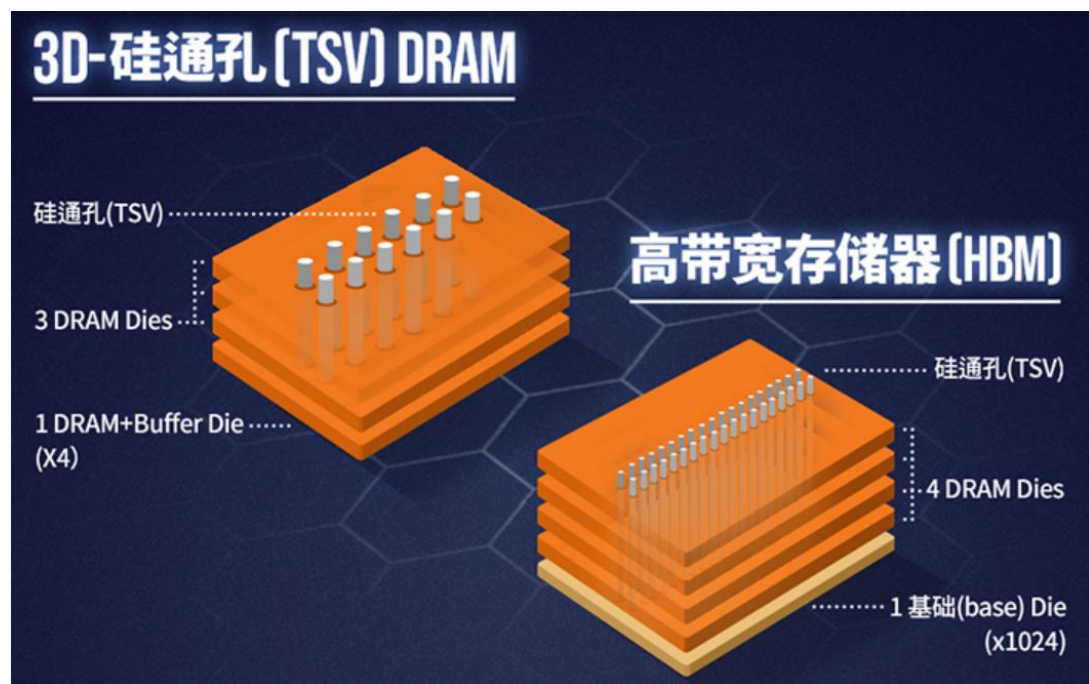 3D-硅通孔(TSV) DRAM
硅通孔(TSV)
3 DRAM Dies
1 DRAM+Buffer Die
(X4)
高带宽存储器(HBM)
硅通孔(TSV)
4 DRAM Dies
1 基础(base) Die
(x1024)